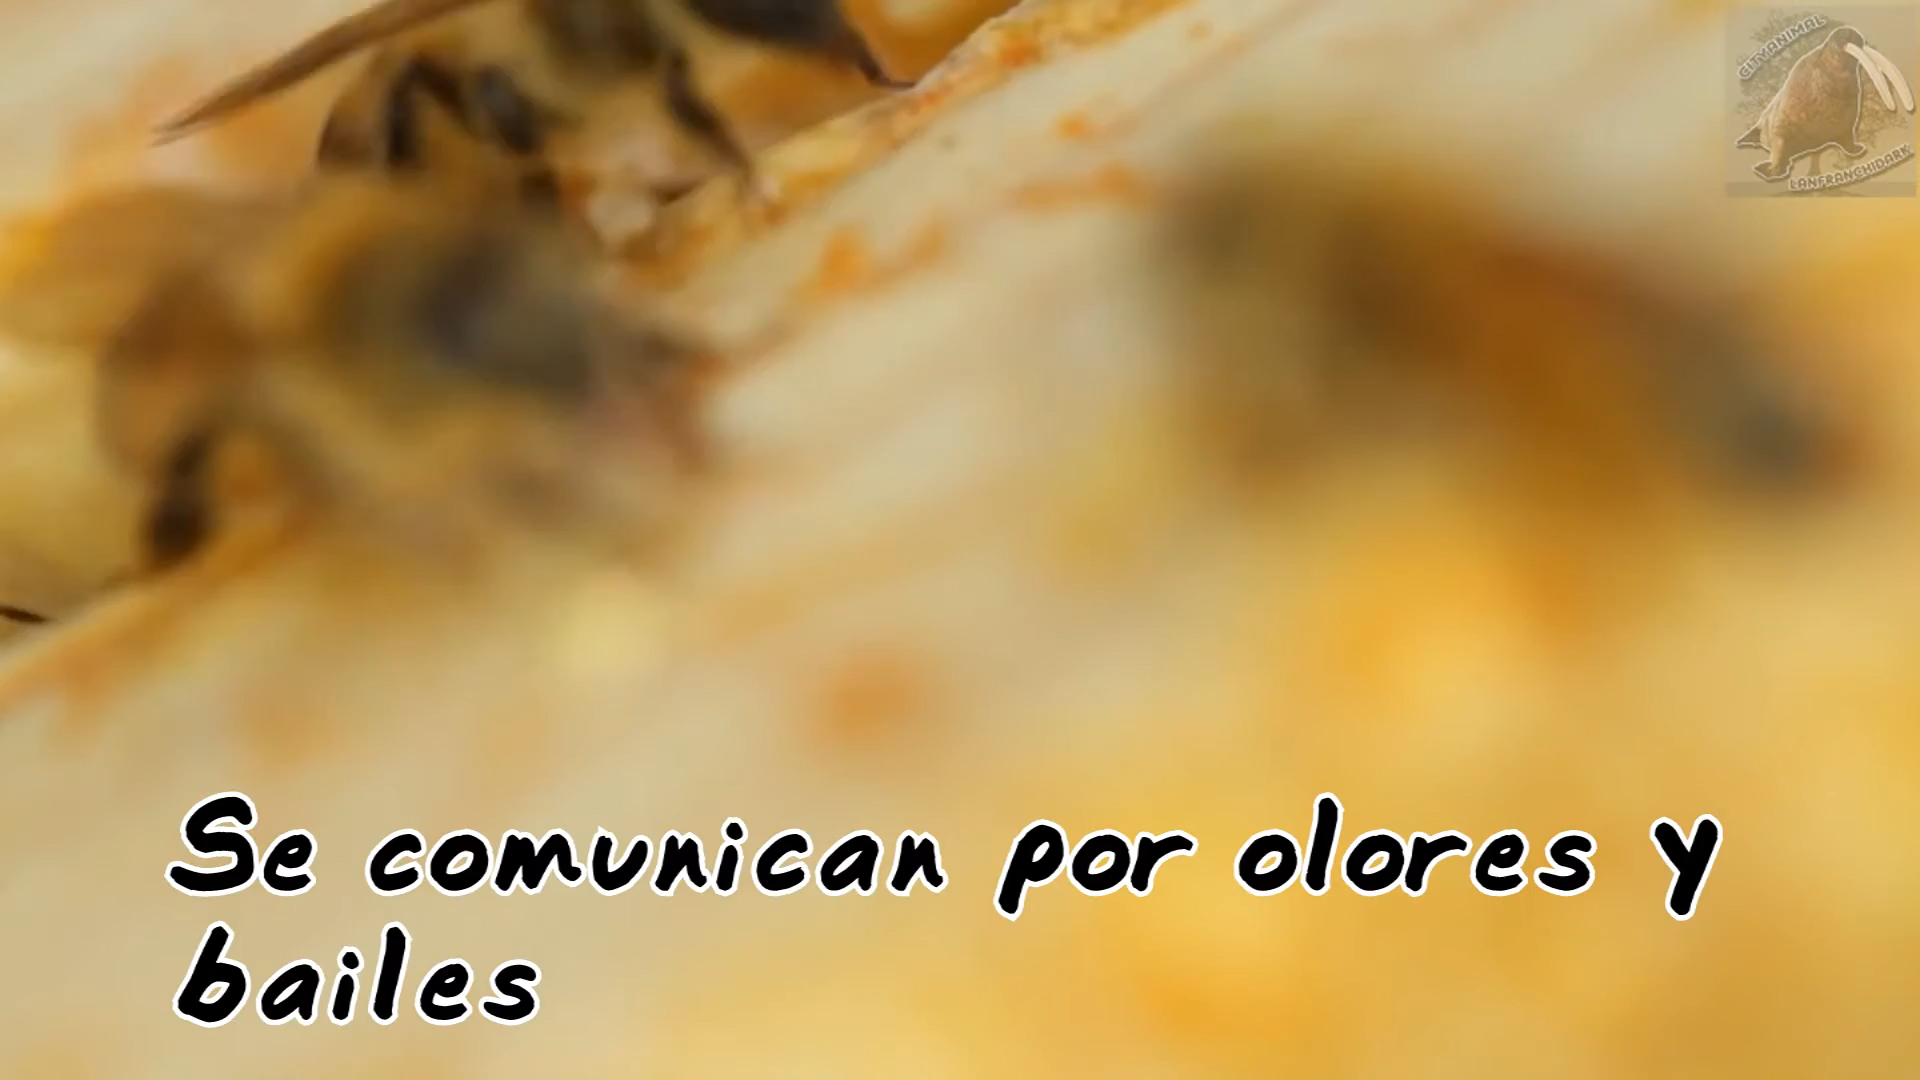 CITYANIMAL
LANFRANCHIDARK
Se comunican por olores y
bailes